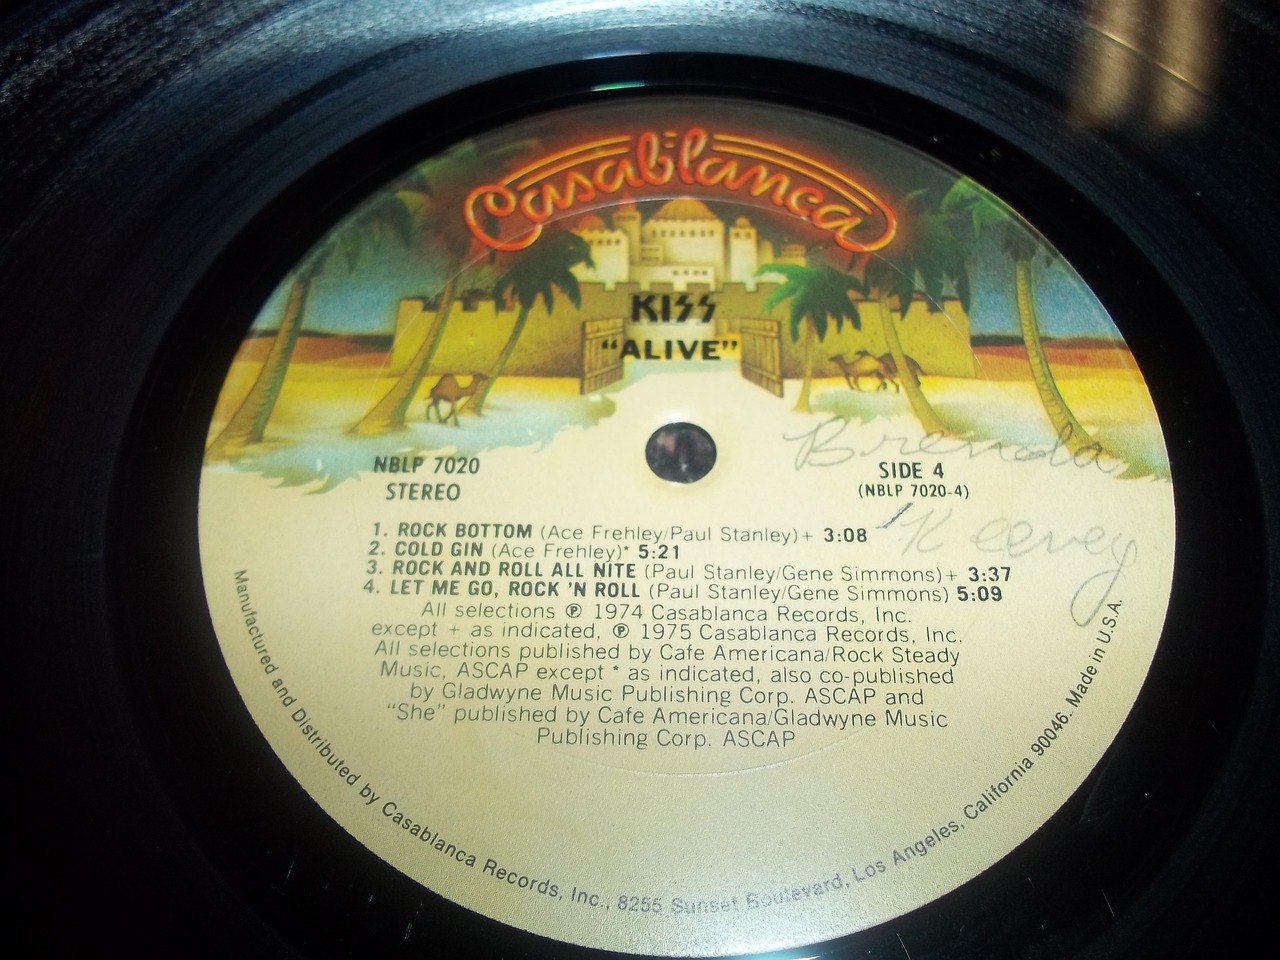 Casablanca
KISS
"ALIVE"
NBLP 7020
STEREO
SIDE 4
(NBLP 7020-4)
Brenda
Keevey
1. ROCK BOTTOM (Ace Frehley/Paul Stanley)+ 3:08
2. COLD GIN (Ace Frehley)* 5:21
3. ROCK AND ROLL ALL NITE (Paul Stanley/Gene Simmons)+ 3:37
4. LET ME GO, ROCK 'N ROLL (Paul Stanley/Gene Simmons) 5:09
All selections ℗ 1974 Casablanca Records, Inc.
except + as indicated, ℗ 1975 Casablanca Records, Inc.
All selections published by Cafe Americana/Rock Steady
Music, ASCAP except * as indicated, also co-published
by Gladwyne Music Publishing Corp. ASCAP and
"She" published by Cafe Americana/Gladwyne Music
Publishing Corp. ASCAP
Manufactured and Distributed by Casablanca Records, Inc., 8255 Sunset Boulevard, Los Angeles, California 90046. Made in U.S.A.